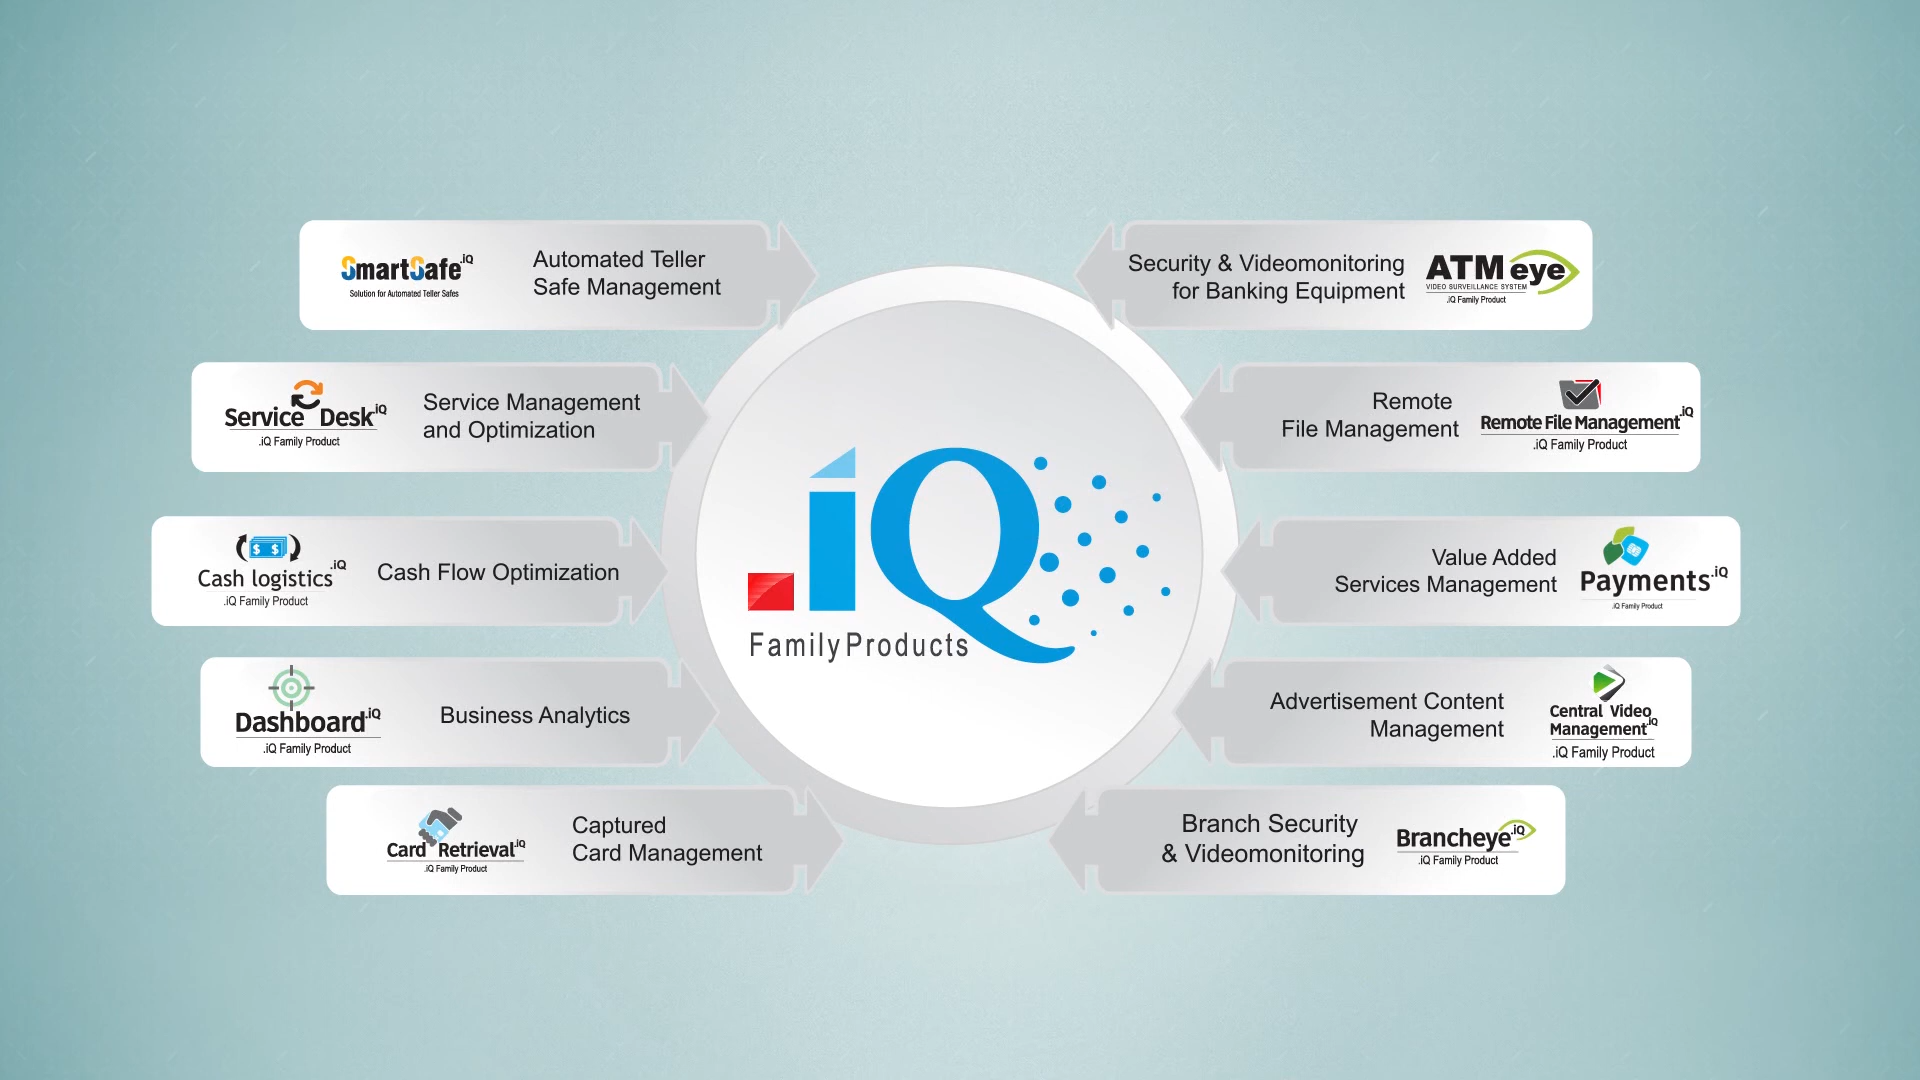 SmartSafe.iQ
Solution for Automated Teller Safes
Automated Teller
Safe Management
Service Desk.iQ
.iQ Family Product
Service Management
and Optimization
Cash logistics.iQ
.iQ Family Product
Cash Flow Optimization
Dashboard.iQ
.iQ Family Product
Business Analytics
Card Retrieval.iQ
.iQ Family Product
Captured
Card Management
.iQ
FamilyProducts
Security & Videomonitoring
for Banking Equipment
ATM eye
VIDEO SURVEILLANCE SYSTEM
.iQ Family Product
Remote
File Management
Remote File Management.iQ
.iQ Family Product
Value Added
Services Management
Payments.iQ
.iQ Family Product
Advertisement Content
Management
Central Video
Management.iQ
.iQ Family Product
Branch Security
& Videomonitoring
Brancheye.iQ
.iQ Family Product